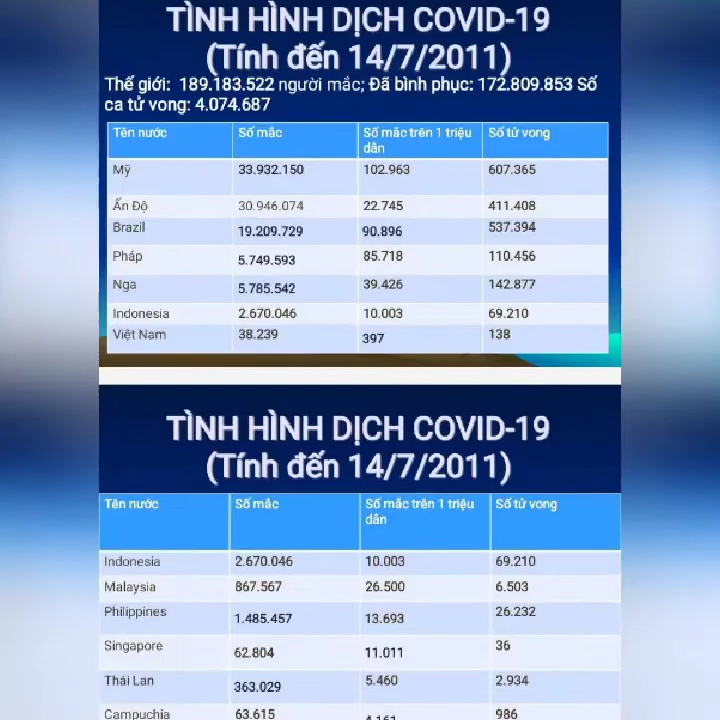 TÌNH HÌNH DỊCH COVID-19
(Tính đến 14/7/2011)
Thế giới: 189.183.522 người mắc; Đã bình phục: 172.809.853 Số
ca tử vong: 4.074.687
Tên nước Số mắc Số mắc trên 1 triệu dân Số tử vong
Mỹ 33.932.150 102.963 607.365
Ấn Độ 30.946.074 22.745 411.408
Brazil 19.209.729 90.896 537.394
Pháp 5.749.593 85.718 110.456
Nga 5.785.542 39.426 142.877
Indonesia 2.670.046 10.003 69.210
Việt Nam 38.239 397 138
TÌNH HÌNH DỊCH COVID-19
(Tính đến 14/7/2011)
Tên nước Số mắc Số mắc trên 1 triệu dân Số tử vong
Indonesia 2.670.046 10.003 69.210
Malaysia 867.567 26.500 6.503
Philippines 1.485.457 13.693 26.232
Singapore 62.804 11.011 36
Thái Lan 363.029 5.460 2.934
Campuchia 63.615 986